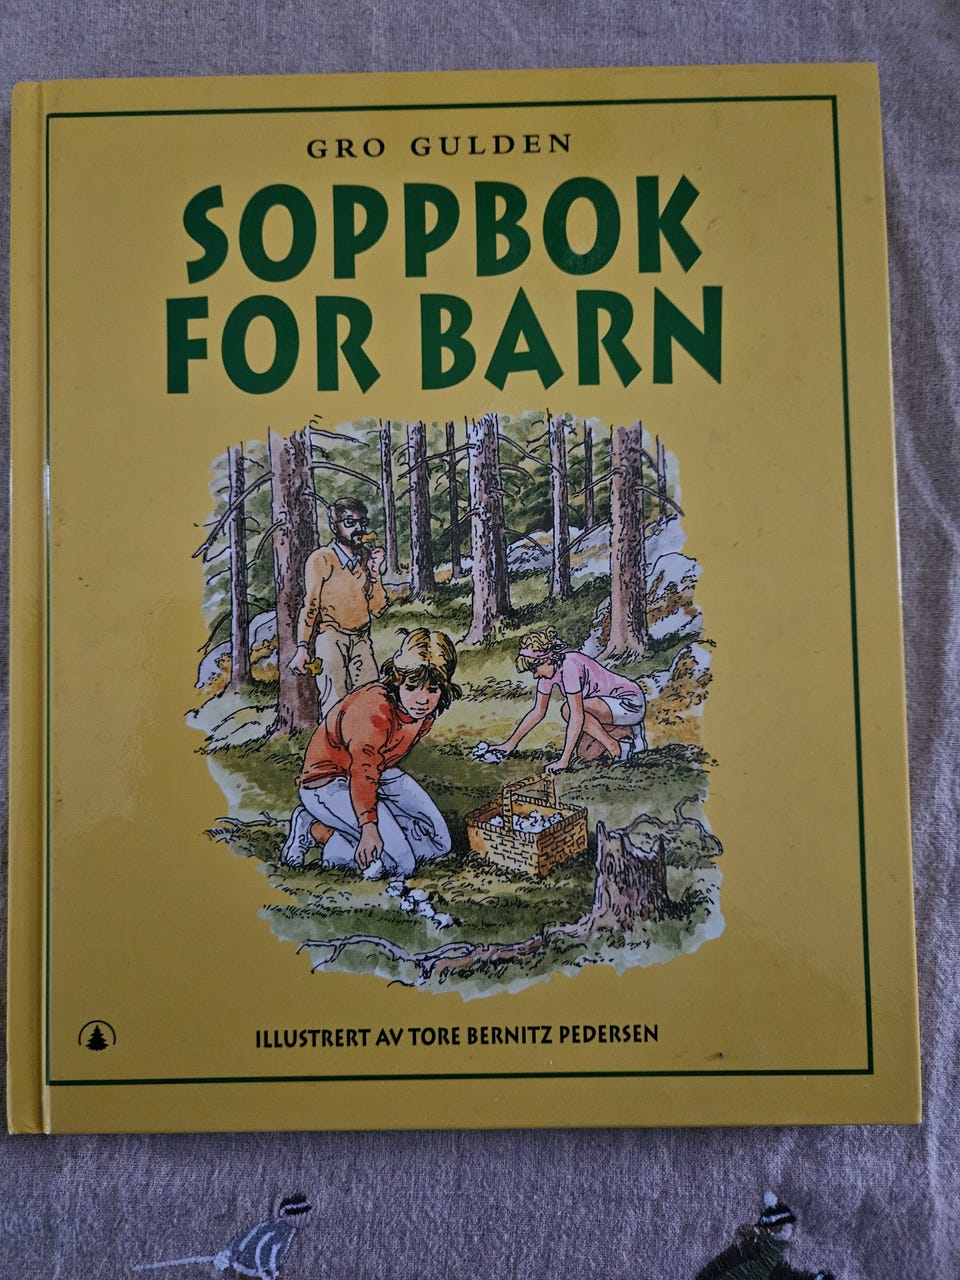 GRO GULDEN
SOPPBOK
FOR BARN
ILLUSTRERT AV TORE BERNITZ PEDERSEN